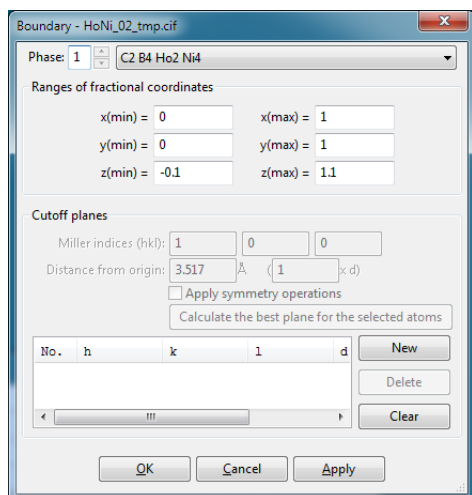 Boundary - HoNi_02_tmp.cif
Phase: 1 C2 B4 Ho2 Ni4
Ranges of fractional coordinates
x(min) = 0 x(max) = 1
y(min) = 0 y(max) = 1
z(min) = -0.1 z(max) = 1.1
Cutoff planes
Miller indices (hkl): 1 0 0
Distance from origin: 3.517 Å ( 1 x d)
Apply symmetry operations
Calculate the best plane for the selected atoms
No. h k l d
New
Delete
Clear
OK Cancel Apply